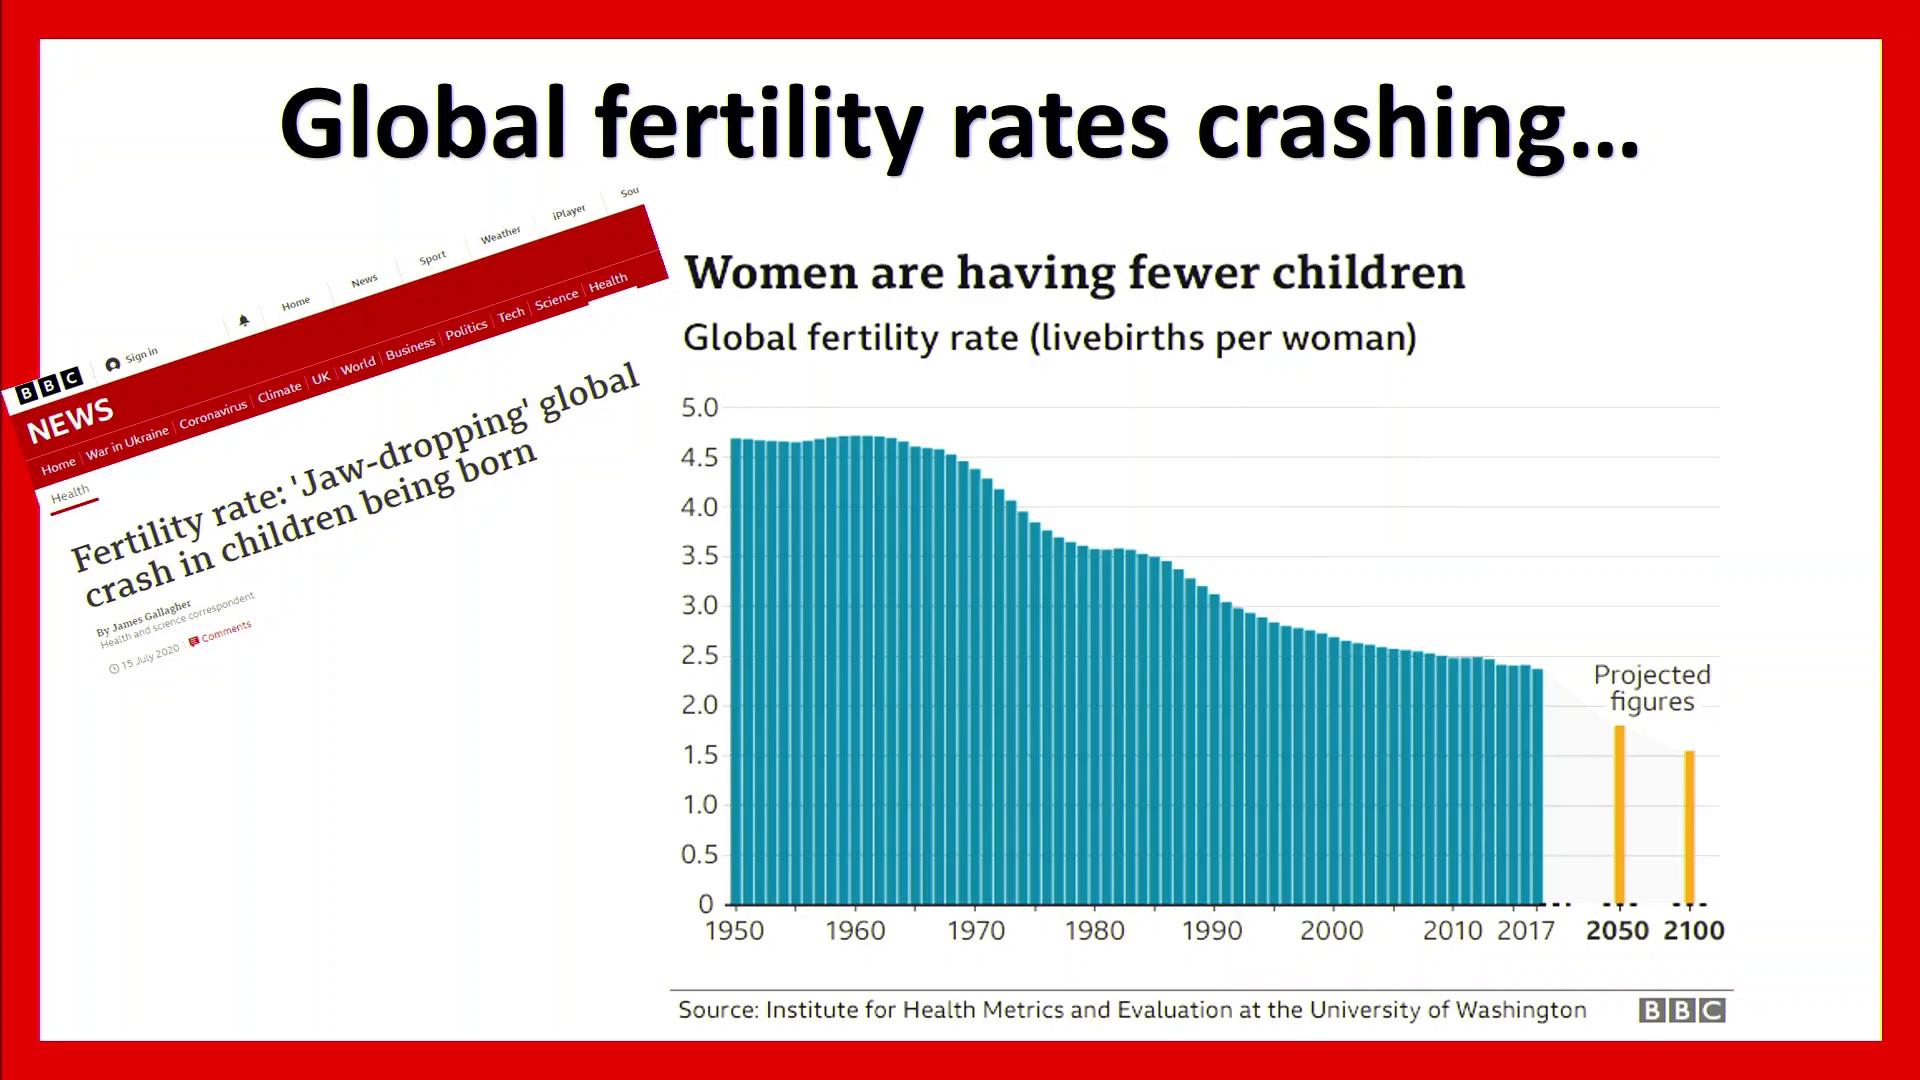 Global fertility rates crashing...
Home News Sport Weather iPlayer Sou
BBC Sign in
NEWS
Home War in Ukraine Coronavirus Climate UK World Business Politics Tech Science Health
Health
Fertility rate: 'Jaw-dropping' global
crash in children being born
By James Gallagher
Health and science correspondent
15 July 2020 Comments
Women are having fewer children
Global fertility rate (livebirths per woman)
5.0
4.5
4.0
3.5
3.0
2.5
2.0
1.5
1.0
0.5
0
Projected
figures
1950 1960 1970 1980 1990 2000 2010 2017 2050 2100
Source: Institute for Health Metrics and Evaluation at the University of Washington BBC